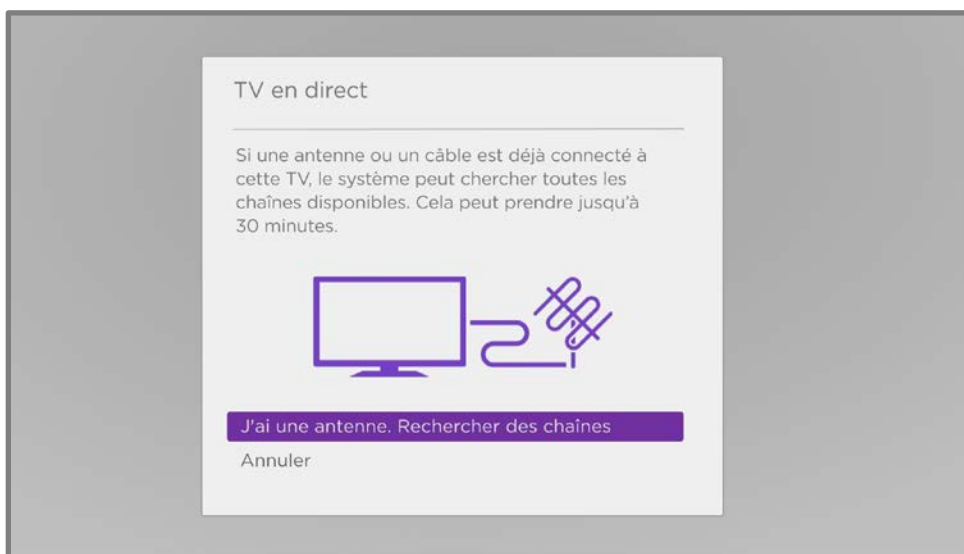 TV en direct
Si une antenne ou un câble est déjà connecté à
cette TV, le système peut chercher toutes les
chaînes disponibles. Cela peut prendre jusqu'à
30 minutes.
J'ai une antenne. Rechercher des chaînes
Annuler